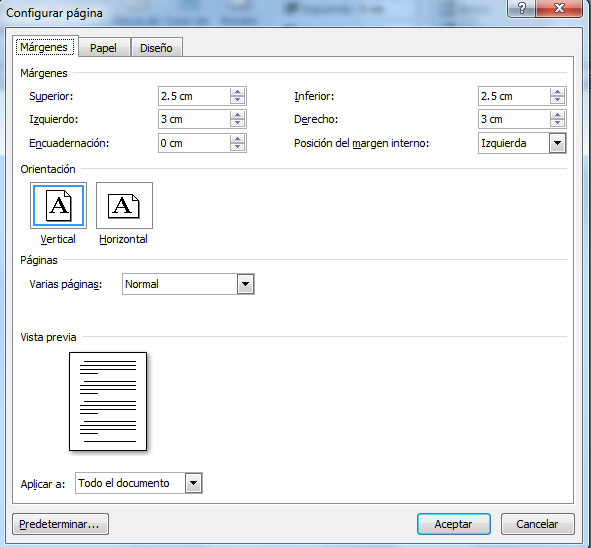 Configurar página
Márgenes Papel Diseño
Márgenes
Superior: 2.5 cm Inferior: 2.5 cm
Izquierdo: 3 cm Derecho: 3 cm
Encuadernación: 0 cm Posición del margen interno: Izquierda
Orientación
A A
Vertical Horizontal
Páginas
Varias páginas: Normal
Vista previa
Aplicar a: Todo el documento
Predeterminar... Aceptar Cancelar